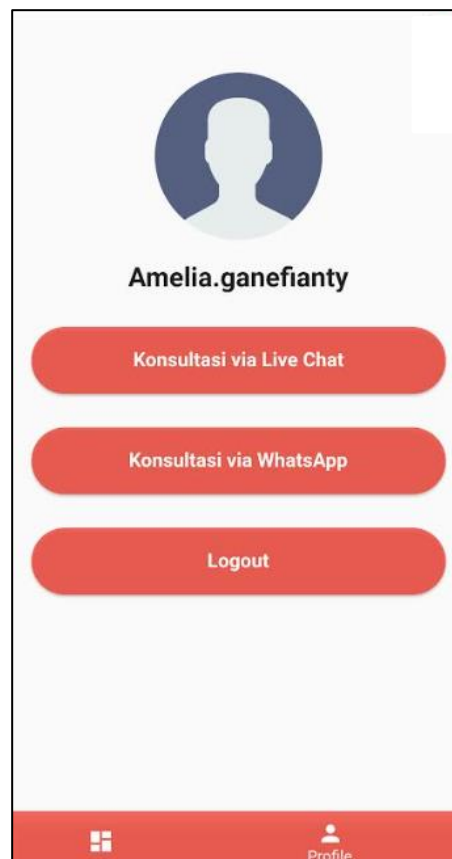 Amelia.ganefianty
Konsultasi via Live Chat
Konsultasi via WhatsApp
Logout
Profile